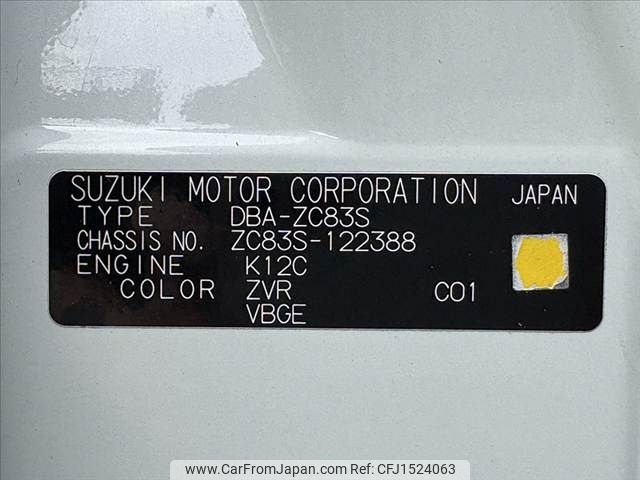 SUZUKI MOTOR CORPORATION JAPAN
TYPE DBA-ZC83S
CHASSIS NO. ZC83S-122388
ENGINE K12C
COLOR ZVR C01
VBGE
www.CarFromJapan.com - CFJ1524063